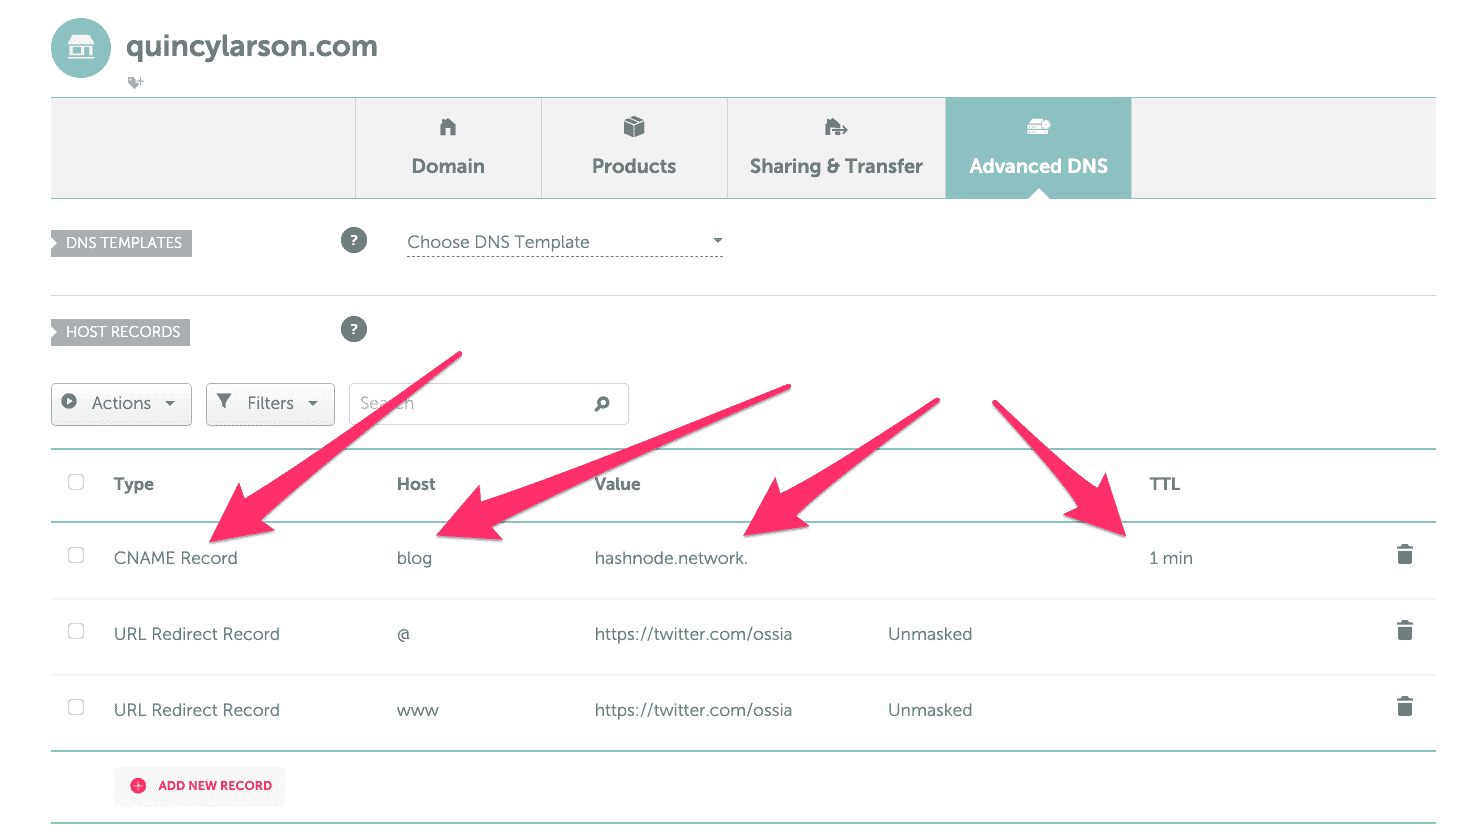 quincylarson.com
Domain
Products
Sharing & Transfer
Advanced DNS
DNS TEMPLATES
?
Choose DNS Template
HOST RECORDS
?
Actions
Filters
Search
Type Host Value TTL
CNAME Record blog hashnode.network. 1 min
URL Redirect Record @ https://twitter.com/ossia Unmasked
URL Redirect Record www https://twitter.com/ossia Unmasked
ADD NEW RECORD